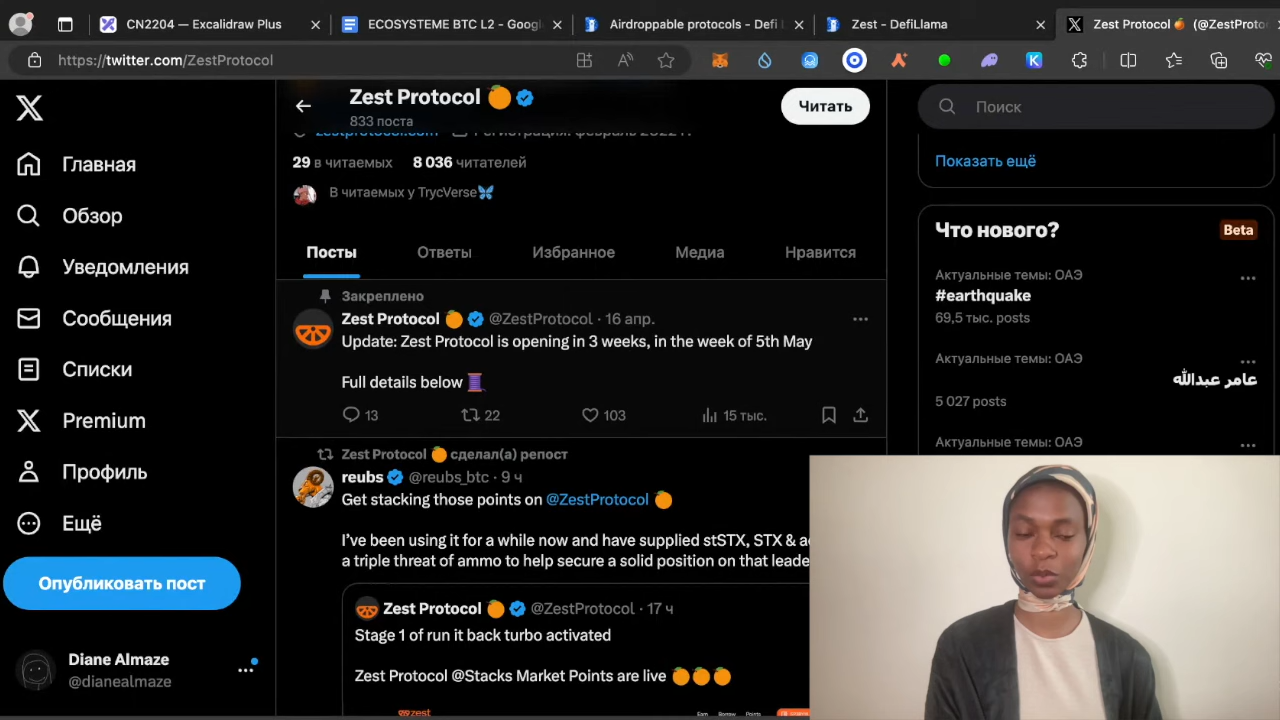 CN2204 – Excalidraw Plus
ECOSYSTEME BTC L2 - Googl
Airdroppable protocols - Defi
Zest - DefiLlama
Zest Protocol 🍊 (@ZestProto
https://twitter.com/ZestProtocol
Главная
Обзор
Уведомления
Сообщения
Списки
Premium
Профиль
Ещё
Опубликовать пост
Diane Almaze
@dianealmaze
Zest Protocol 🍊
833 поста
Читать
zestprotocol.com Регистрация: февраль 2022 г.
29 в читаемых 8 036 читателей
В читаемых у TrycVerse🦋
Посты Ответы Избранное Медиа Нравится
Закреплено
Zest Protocol 🍊 @ZestProtocol · 16 апр.
Update: Zest Protocol is opening in 3 weeks, in the week of 5th May
Full details below 🧵
13 22 103 15 тыс.
Zest Protocol 🍊 сделал(а) репост
reubs @reubs_btc · 9 ч
Get stacking those points on @ZestProtocol 🍊
I've been using it for a while now and have supplied stSTX, STX &
a triple threat of ammo to help secure a solid position on that
Zest Protocol 🍊 @ZestProtocol · 17 ч
Stage 1 of run it back turbo activated
Zest Protocol @Stacks Market Points are live 🍊🍊🍊
zest Earn Borrow Points
Поиск
Показать ещё
Что нового?
Beta
Актуальные темы: ОАЭ
#earthquake
69,5 тыс. posts
Актуальные темы: ОАЭ
عامر عبدالله
5 027 posts
Актуальные темы: ОАЭ